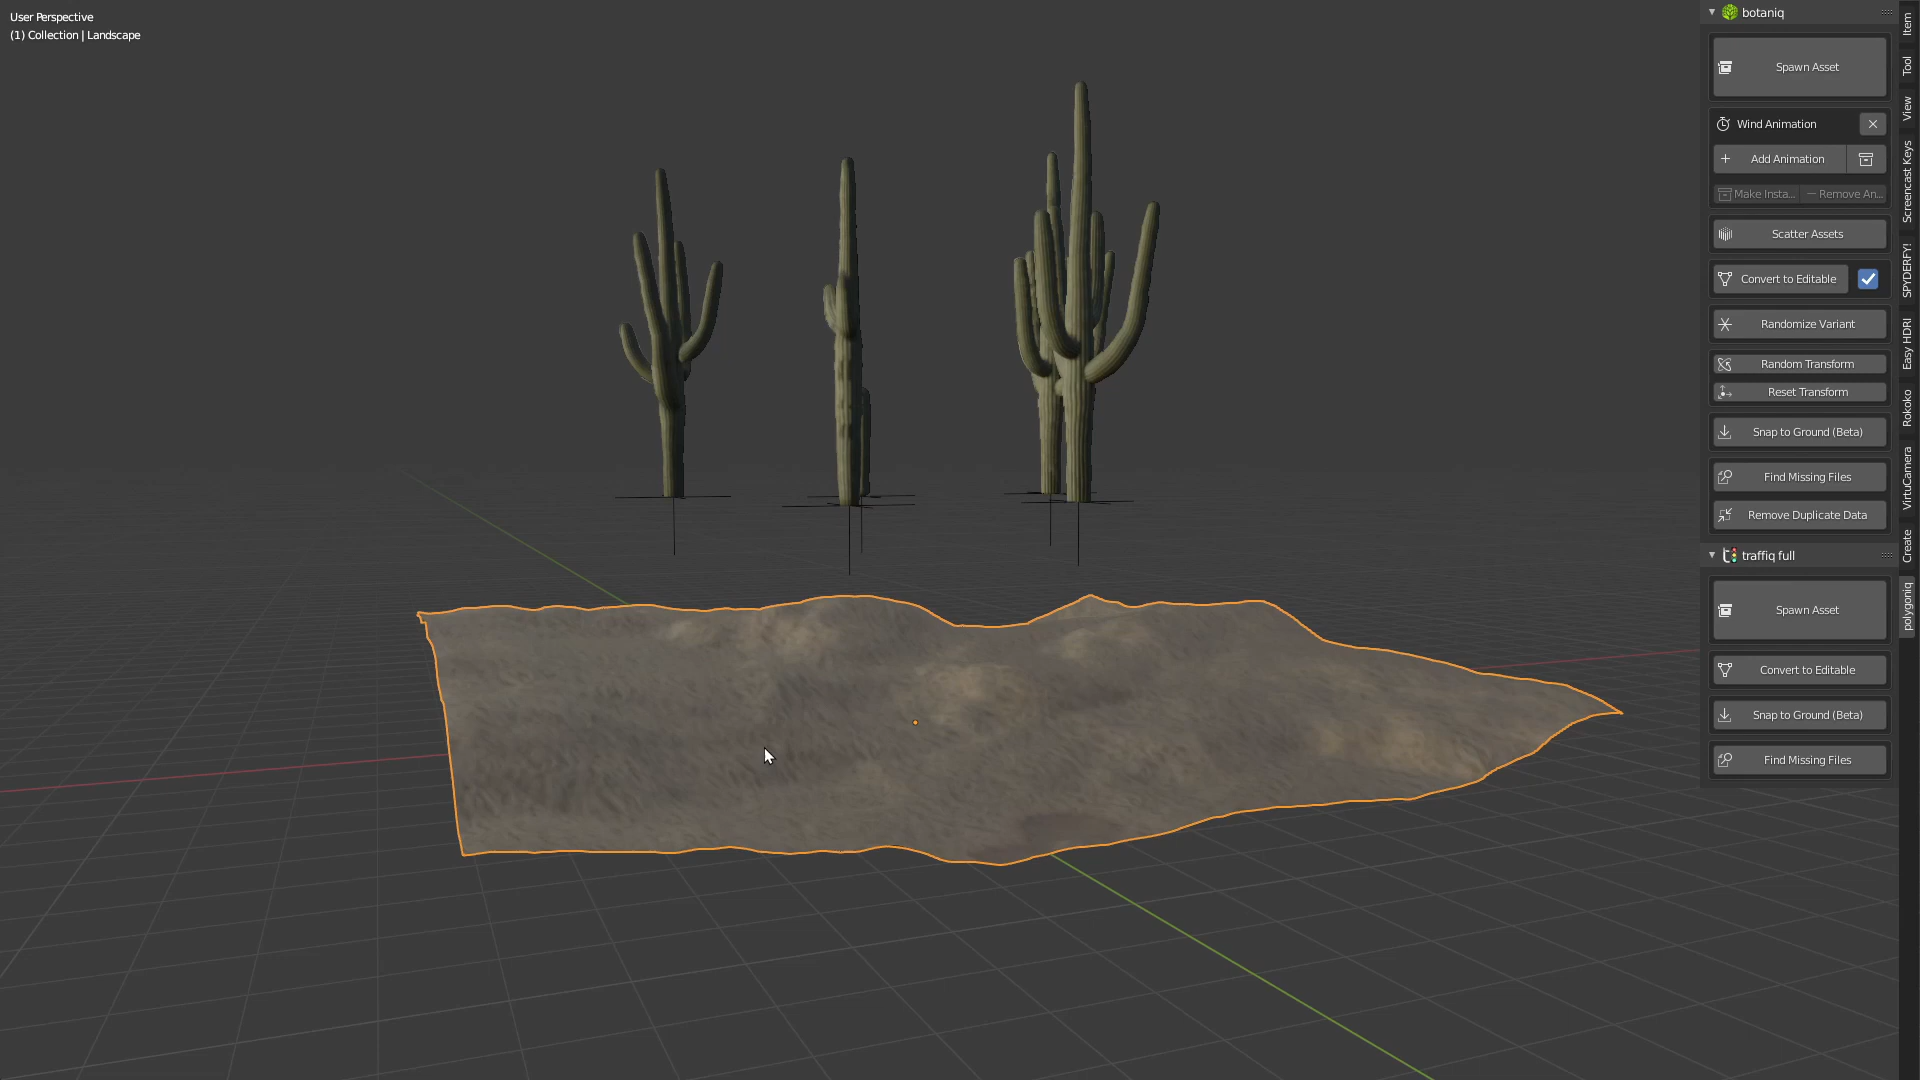 User Perspective
(1) Collection | Landscape
botaniq
Spawn Asset
Wind Animation
Add Animation
Make Insta...
Remove An...
Scatter Assets
Convert to Editable
Randomize Variant
Random Transform
Reset Transform
Snap to Ground (Beta)
Find Missing Files
Remove Duplicate Data
traffiq full
Spawn Asset
Convert to Editable
Snap to Ground (Beta)
Find Missing Files
Item
Tool
View
Screencast Keys
SPYDERFY!
Easy HDRI
Rokoko
VirtuCamera
Create
polygoniq